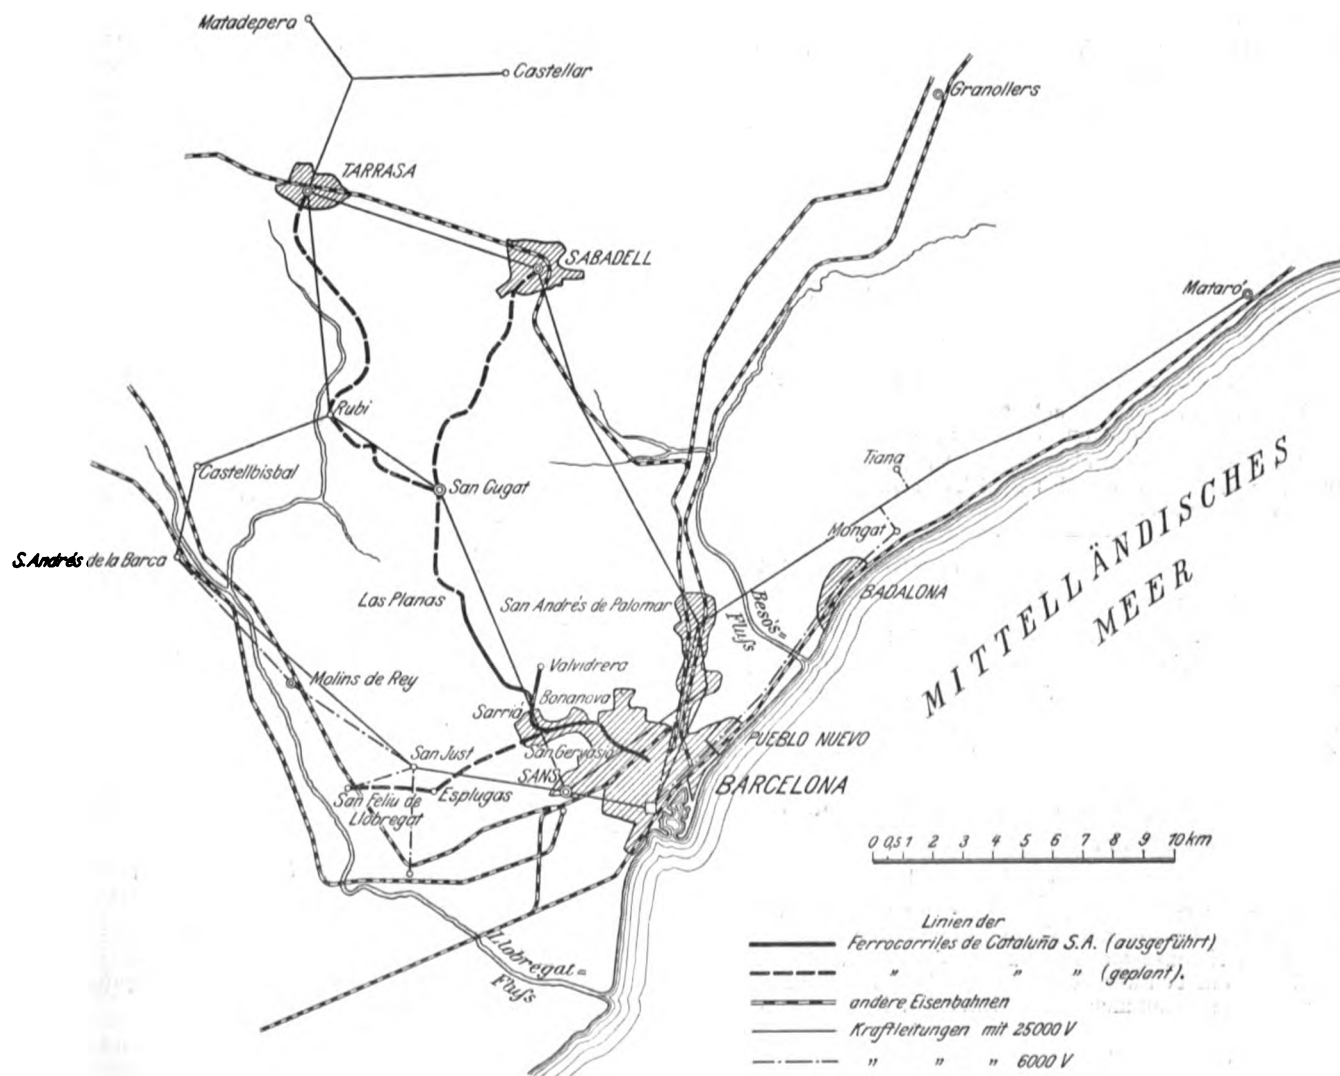 Matadepera
Castellar
Granollers
TARRASA
SABADELL
Mataró
Rubi
Castellbisbal
San Cugat
Tiana
Mongat
S. Andrés de la Barca
Las Planas
San Andrés de Palomar
Besós=
Fluſs
BADALONA
MITTELLÄNDISCHES
MEER
Valvidrera
Molins de Rey
Bonanova
Sarriá
San Gervasio
PUEBLO NUEVO
San Just
SANS
BARCELONA
San Feliu de
Llobregat
Esplugas
0 0,5 1 2 3 4 5 6 7 8 9 10 km
Llobregat=
Fluſs
Linien der
Ferrocarriles de Cataluña S.A. (ausgeführt)
" " " (geplant).
andere Eisenbahnen
Kraftleitungen mit 25000 V
" " " 6000 V